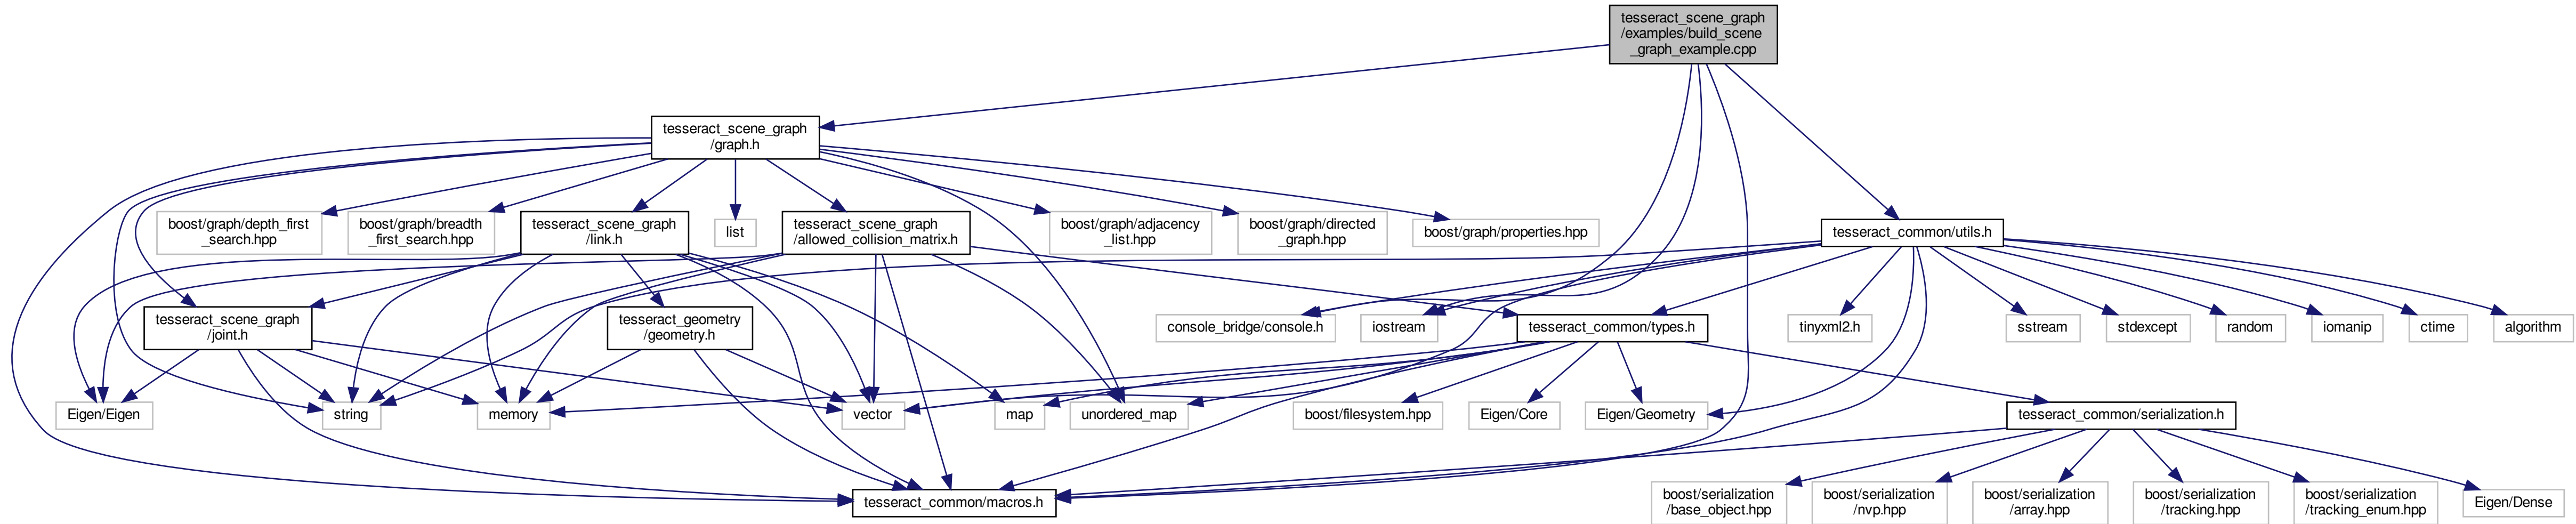 tesseract_scene_graph
/examples/build_scene
_graph_example.cpp
tesseract_scene_graph
/graph.h
boost/graph/depth_first
_search.hpp
boost/graph/breadth
_first_search.hpp
tesseract_scene_graph
/link.h
list
tesseract_scene_graph
/allowed_collision_matrix.h
boost/graph/adjacency
_list.hpp
boost/graph/directed
_graph.hpp
boost/graph/properties.hpp
tesseract_common/utils.h
tesseract_scene_graph
/joint.h
tesseract_geometry
/geometry.h
console_bridge/console.h
iostream
tesseract_common/types.h
tinyxml2.h
sstream
stdexcept
random
iomanip
ctime
algorithm
Eigen/Eigen
string
memory
vector
map
unordered_map
boost/filesystem.hpp
Eigen/Core
Eigen/Geometry
tesseract_common/serialization.h
tesseract_common/macros.h
boost/serialization
/base_object.hpp
boost/serialization
/nvp.hpp
boost/serialization
/array.hpp
boost/serialization
/tracking.hpp
boost/serialization
/tracking_enum.hpp
Eigen/Dense